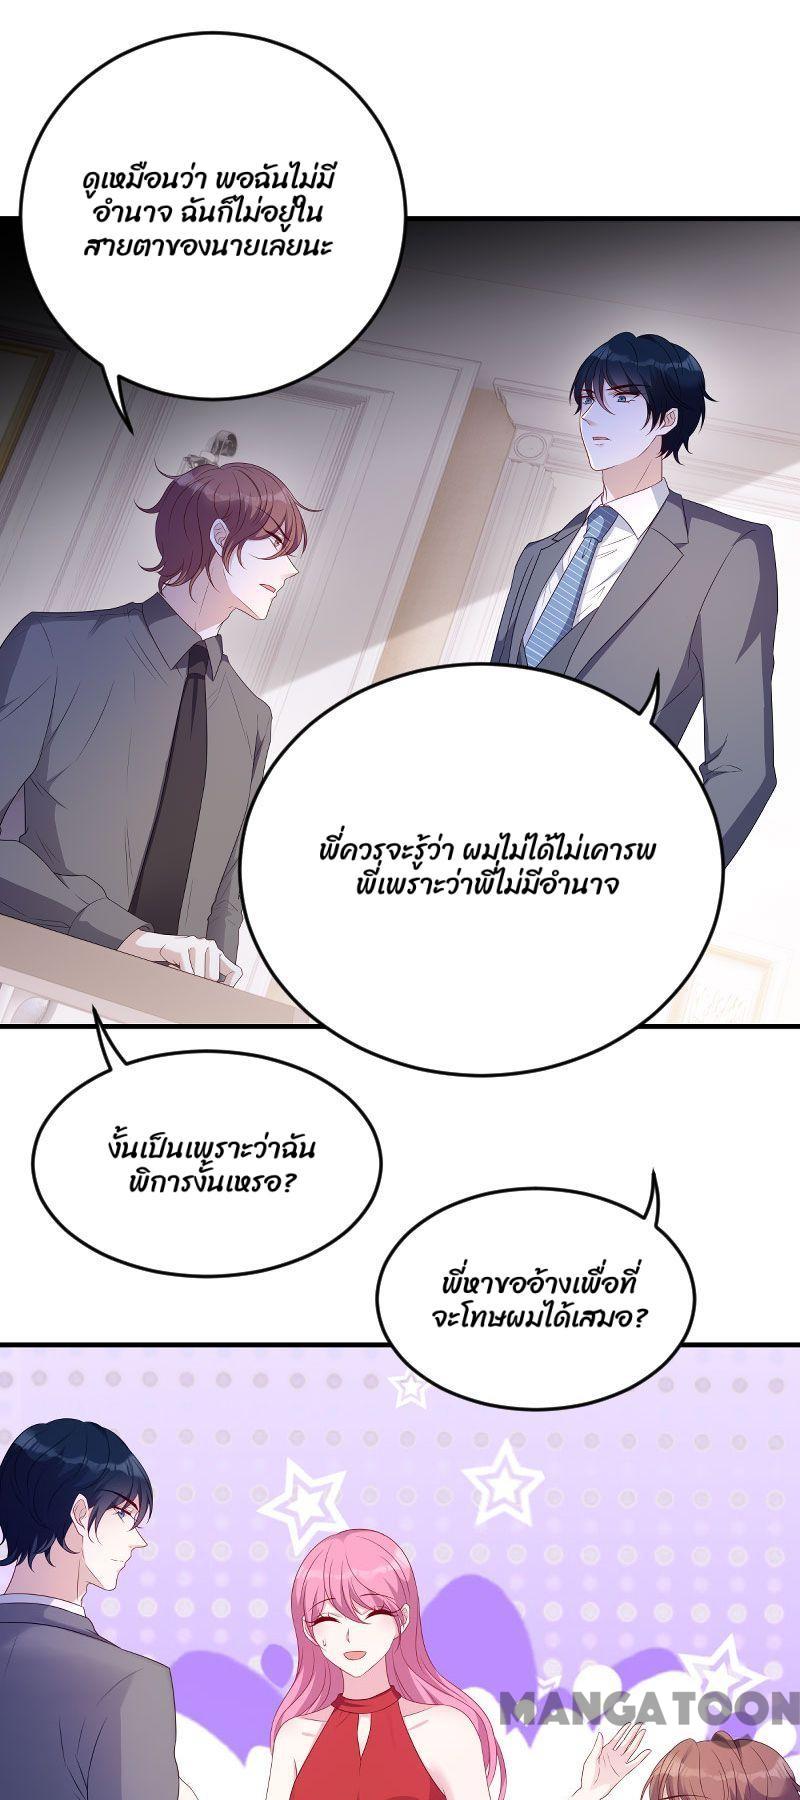 ดูเหมือนว่า พอฉันไม่มี
อำนาจ ฉันก็ไม่อยู่ใน
สายตาของนายเลยนะ
พี่ควรจะรู้ว่า ผมไม่ได้ไม่เคารพ
พี่เพราะว่าพี่ไม่มีอำนาจ
งั้นเป็นเพราะว่าฉัน
พิการงั้นเหรอ?
พี่หาขออ้างเพื่อที่
จะโทษผมได้เสมอ?
MANGATOON